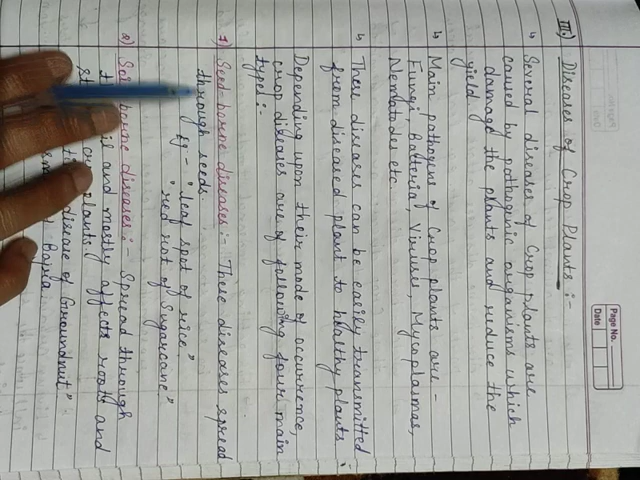 Page No.
Date
III.) Diseases of Crop Plants :-
↳ Several diseases of Crop Plants are
caused by pathogenic organisms which
damage the plants and reduce the
yield
↳ Main pathogens of Crop plants are -
Fungi, Bacteria, Viruses, Mycoplasmas,
Nematodes etc.
↳ These diseases can be easily transmitted
from diseased plant to healthy plants
Depending upon their mode of occurrence,
crop diseases are of following four main
types :-
1) Seed borne diseases :- These diseases spread
through seeds.
Eg - "leaf spot of rice"
"red rot of Sugarcane"
2) Soil borne diseases :- Spread through
and mostly affects roots and
plants.
disease of Groundnut"
Bajra